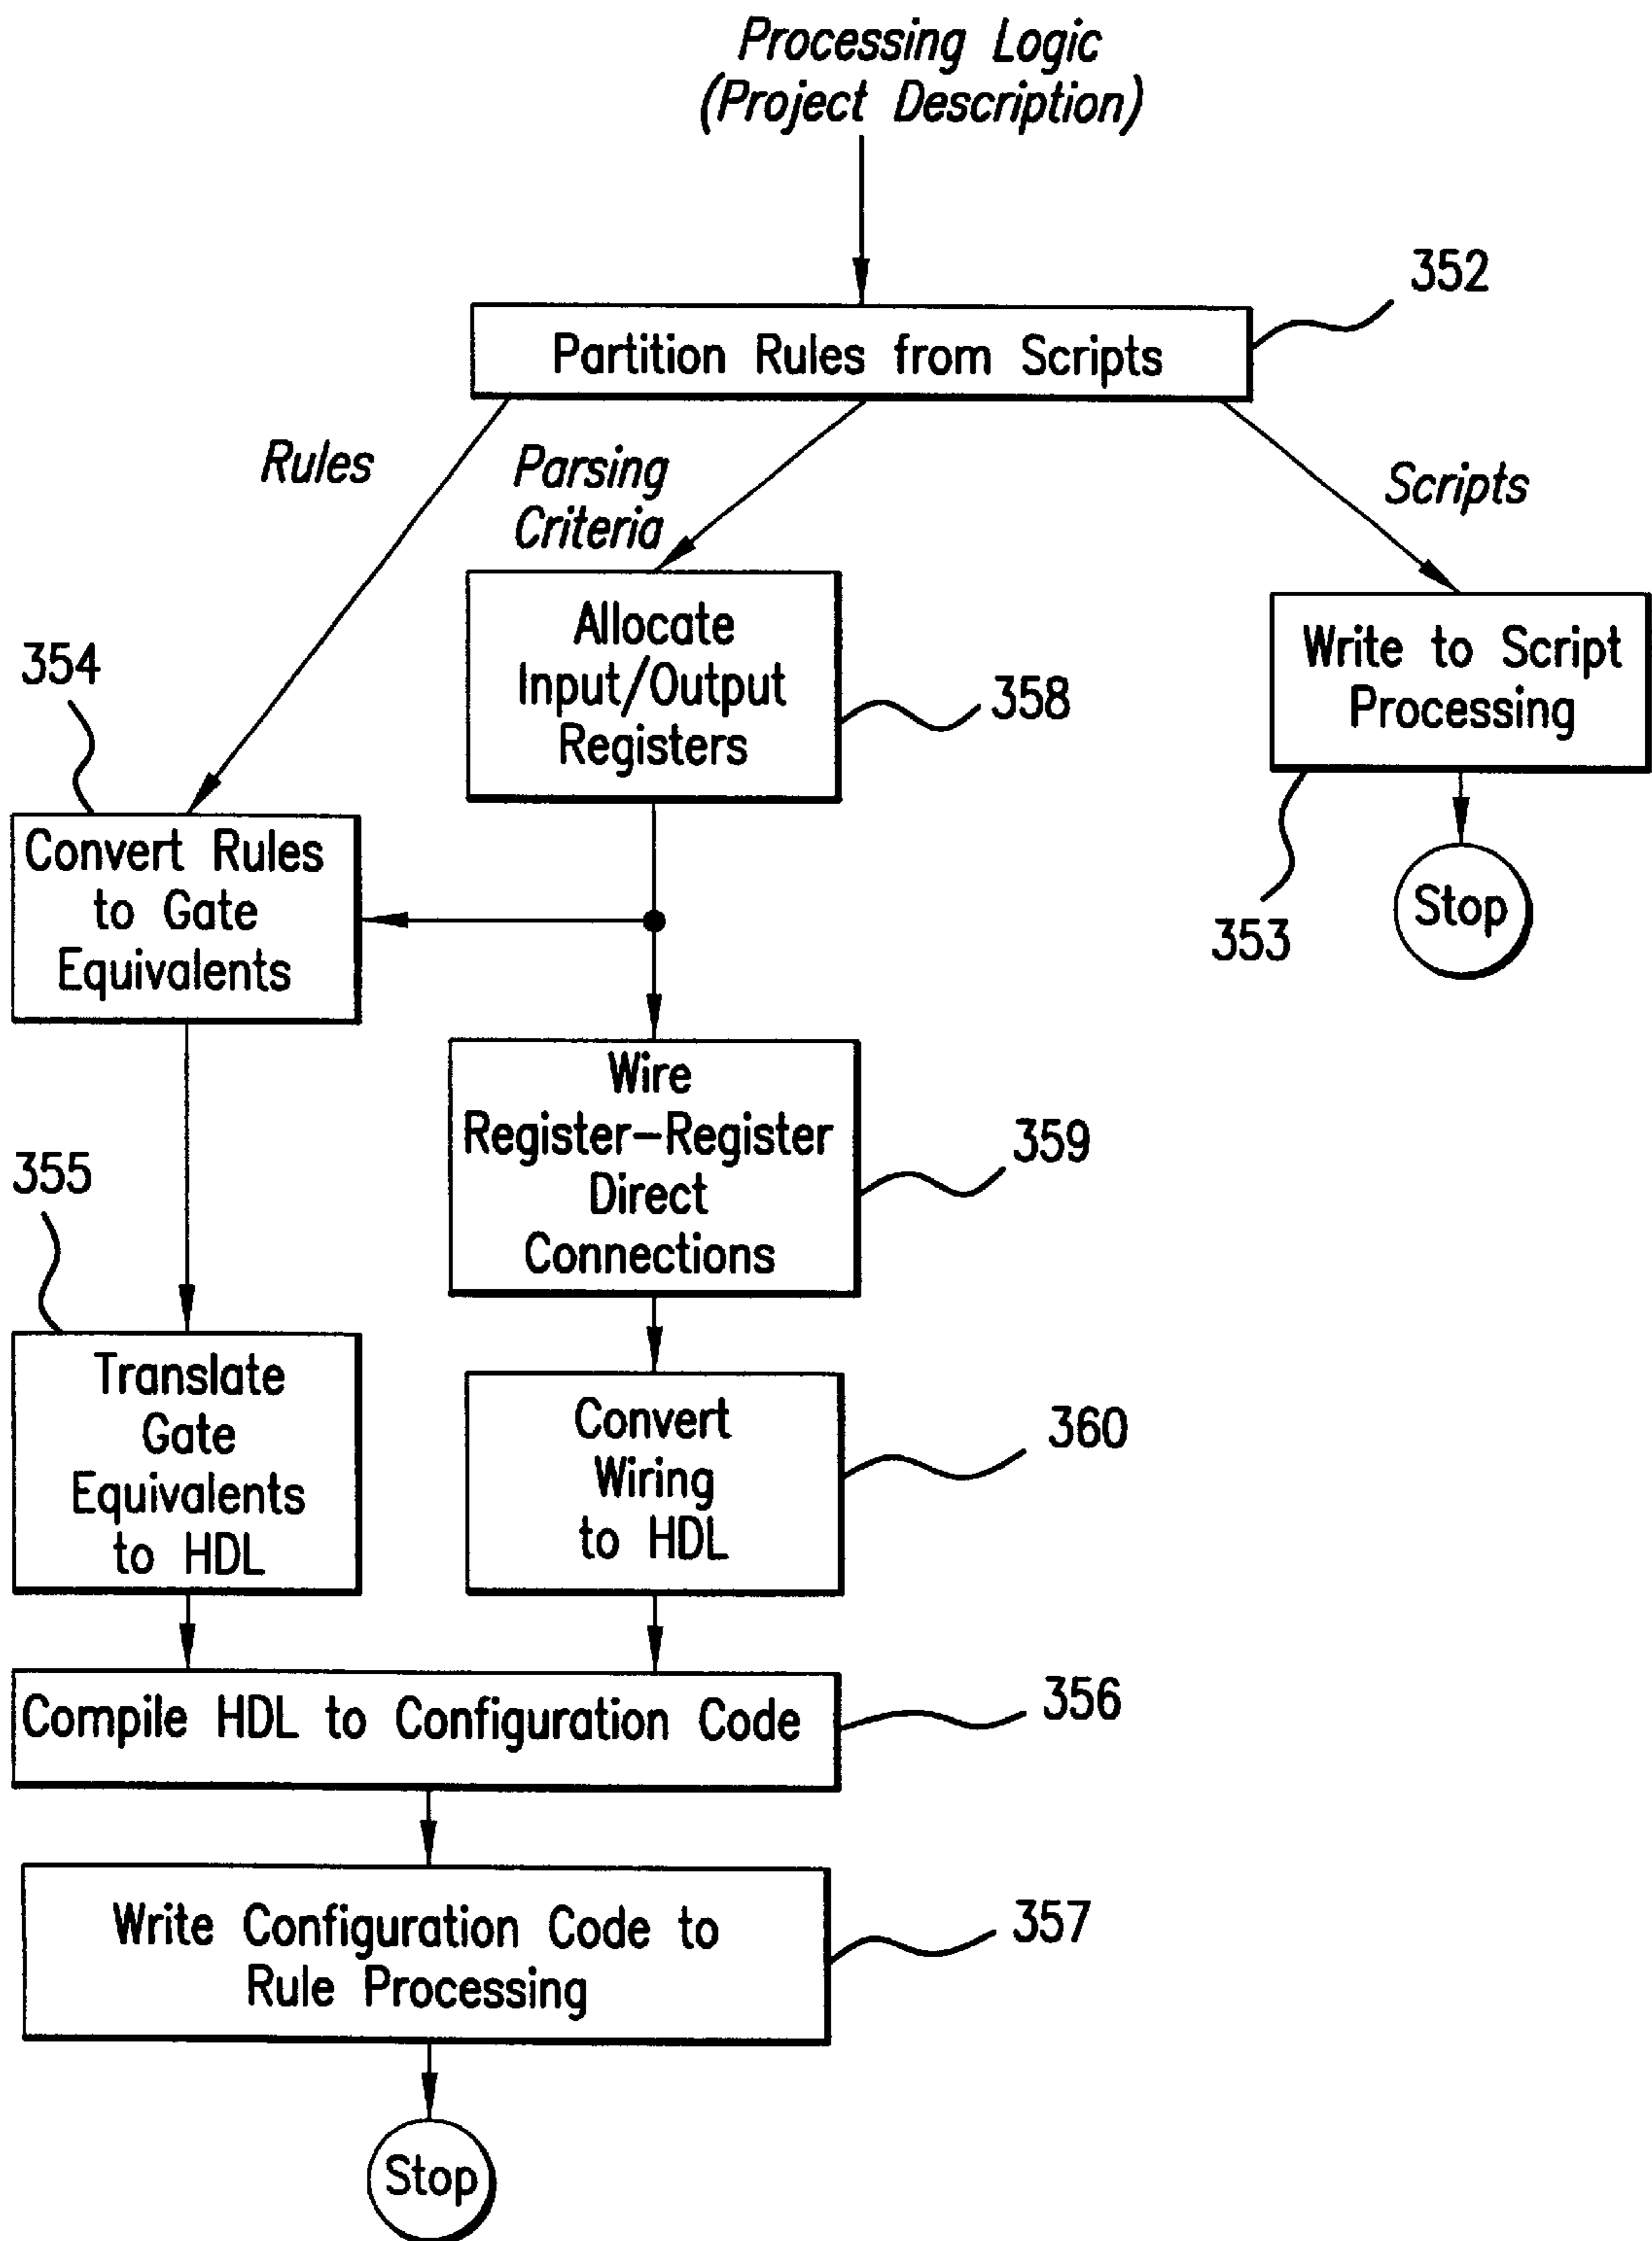 Processing Logic
(Project Description)
352
Partition Rules from Scripts
Rules
Parsing
Criteria
Scripts
Allocate
Input/Output
Registers
358
Write to Script
Processing
353
Stop
354
Convert Rules
to Gate
Equivalents
Wire
Register–Register
Direct
Connections
359
355
Translate
Gate
Equivalents
to HDL
Convert
Wiring
to HDL
360
Compile HDL to Configuration Code
356
Write Configuration Code to
Rule Processing
357
Stop